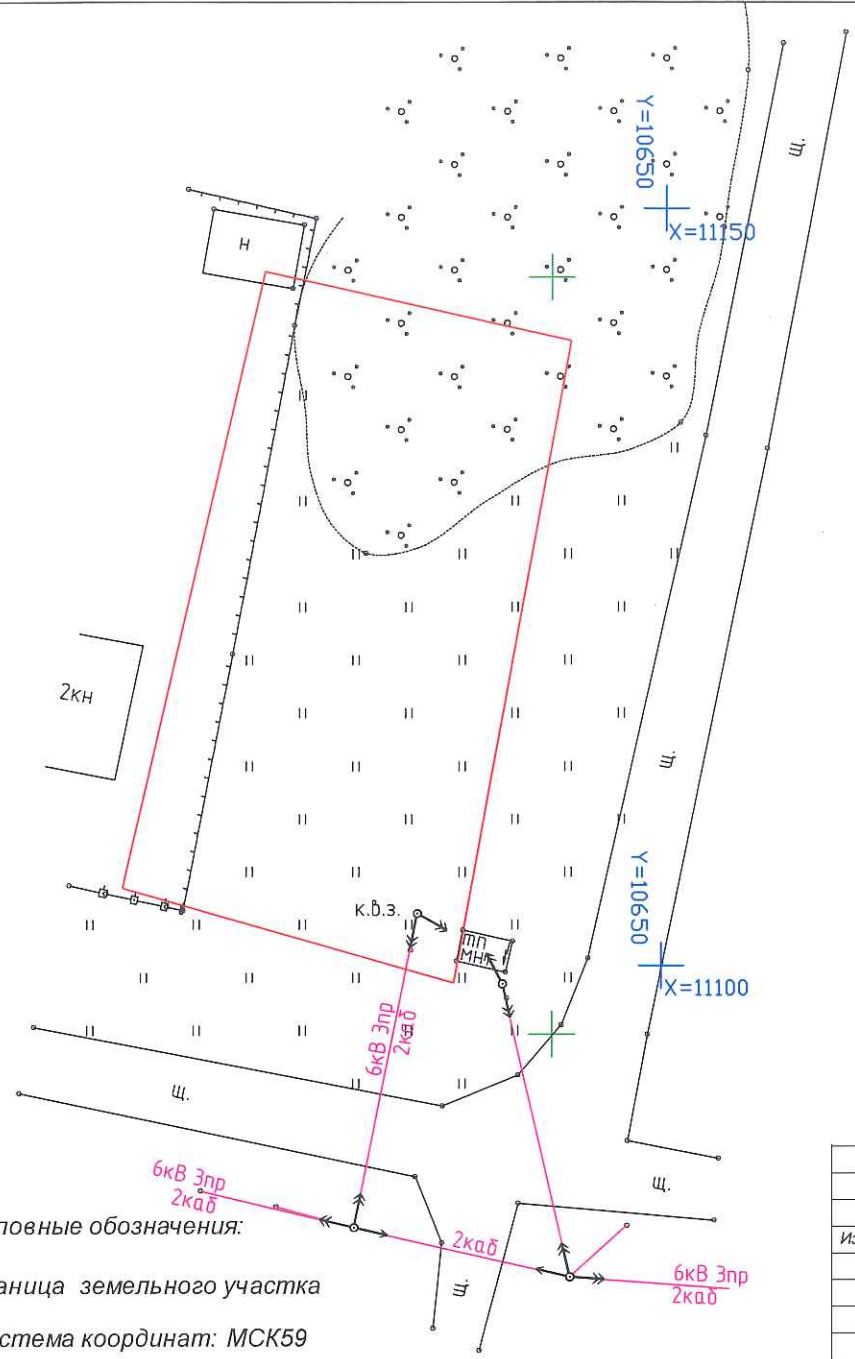 Щ.
Y=10650
X=11150
Н
2КН
Щ.
Y=10650
к.в.з.
тп
МН
X=11100
6кВ 3пр
2каб
Щ.
Щ.
6кВ 3пр
2каб
2каб
6кВ 3пр
2каб
Щ.
ловные обозначения:
аница земельного участка
стема координат: МСК59
Из